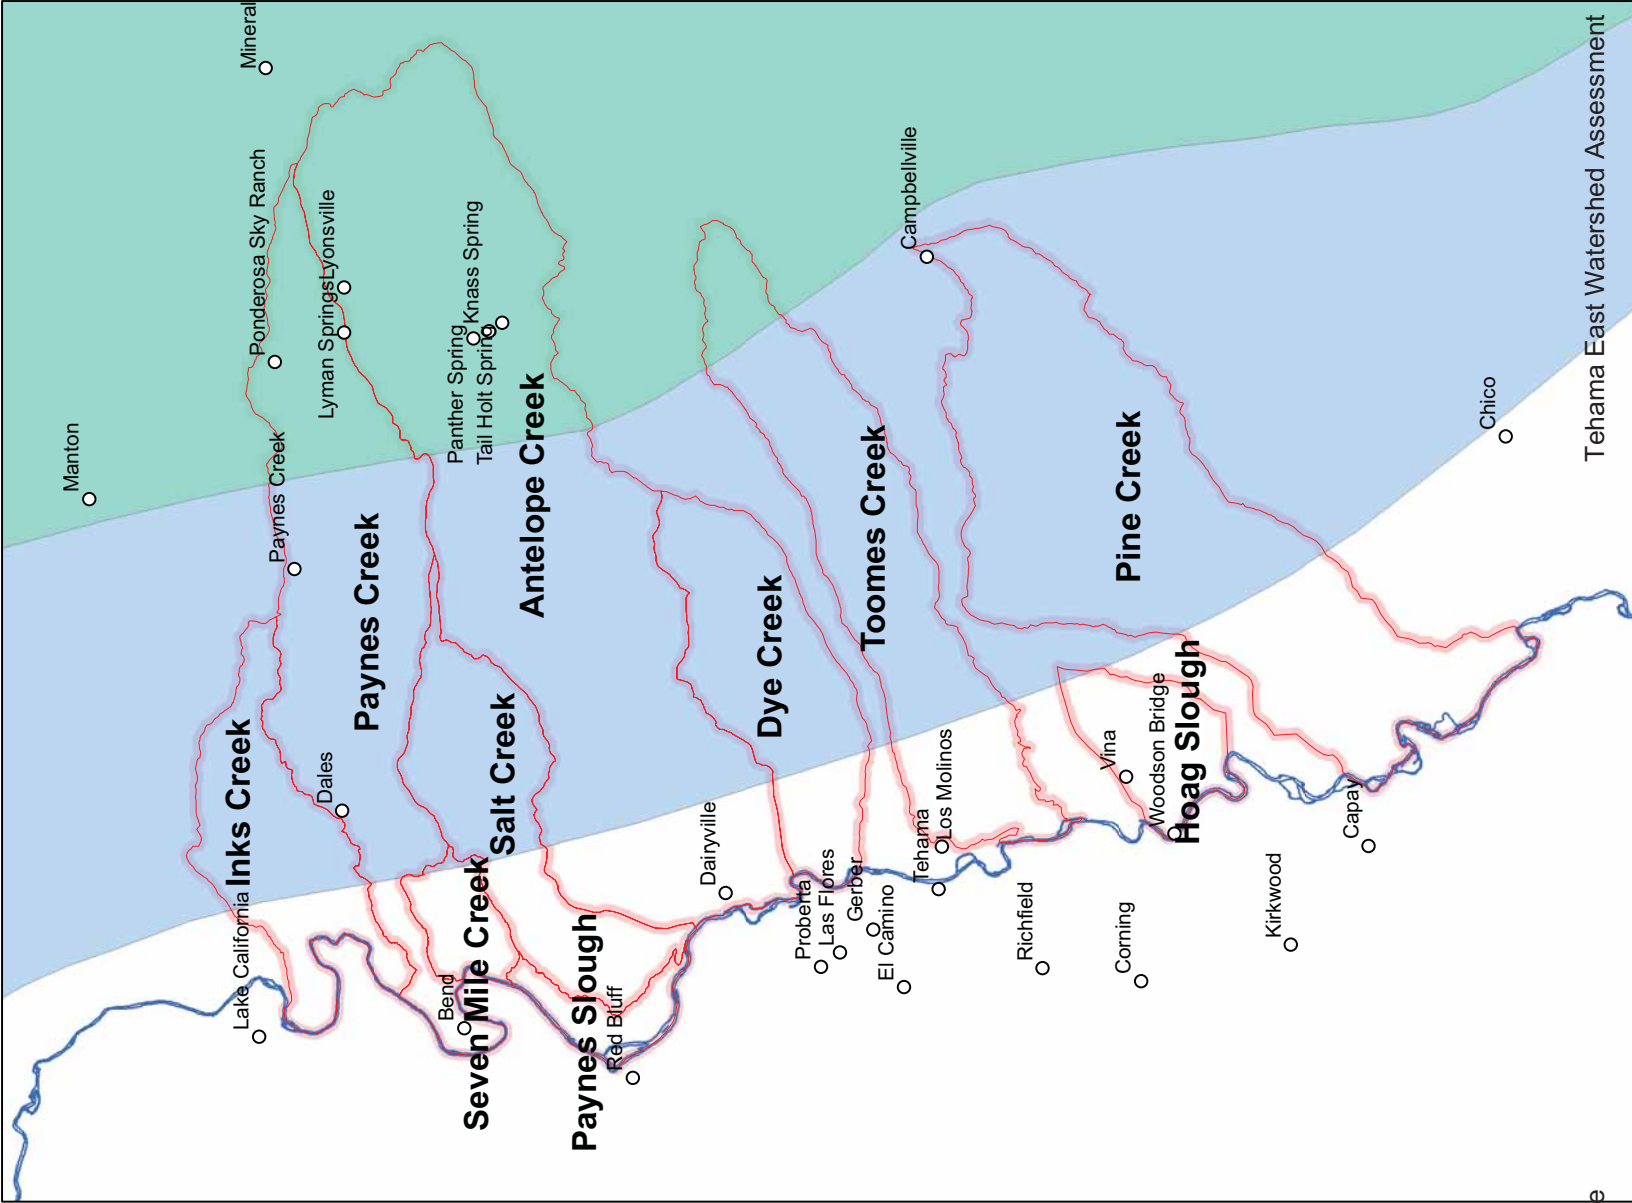 Mineral
Manton
Ponderosa Sky Ranch
Lyonsville
Lyman Springs
Knass Spring
Panther Spring
Tail Holt Spring
Campbellville
Chico
Tehama East Watershed Assessment
Paynes Creek
Paynes Creek
Antelope Creek
Toomes Creek
Pine Creek
Dye Creek
Inks Creek
Dales
Salt Creek
Dairyville
Los Molinos
Vina
Woodson Bridge
Hoag Slough
Capay
Lake California
Bend
Seven Mile Creek
Paynes Slough
Red Bluff
Proberta
Las Flores
Gerber
El Camino
Tehama
Richfield
Corning
Kirkwood
e